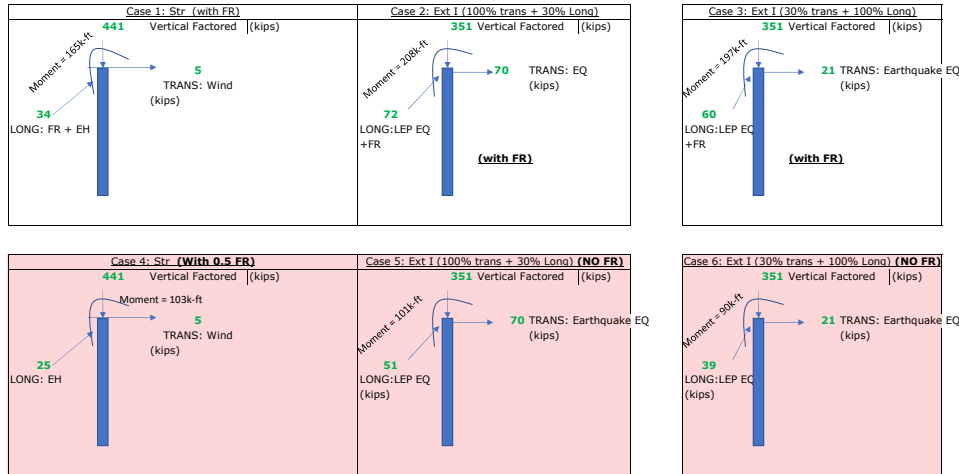 Case 1: Str (with FR)
441 Vertical Factored (kips)
Moment = 165k-ft
5
TRANS: Wind
(kips)
34
LONG: FR + EH
Case 2: Ext I (100% trans + 30% Long)
351 Vertical Factored (kips)
Moment = 208k-ft
70 TRANS: EQ
(kips)
72
LONG:LEP EQ
+FR
(with FR)
Case 3: Ext I (30% trans + 100% Long)
351 Vertical Factored (kips)
Moment = 197k-ft
21 TRANS: Earthquake EQ
(kips)
60
LONG:LEP EQ
+FR
(with FR)
Case 4: Str (With 0.5 FR)
441 Vertical Factored (kips)
Moment = 103k-ft
5
TRANS: Wind
(kips)
25
LONG: EH
Case 5: Ext I (100% trans + 30% Long) (NO FR)
351 Vertical Factored (kips)
Moment = 101k-ft
70 TRANS: Earthquake EQ
(kips)
51
LONG:LEP EQ
(kips)
Case 6: Ext I (30% trans + 100% Long) (NO FR)
351 Vertical Factored (kips)
Moment = 90k-ft
21 TRANS: Earthquake EQ
(kips)
39
LONG:LEP EQ
(kips)